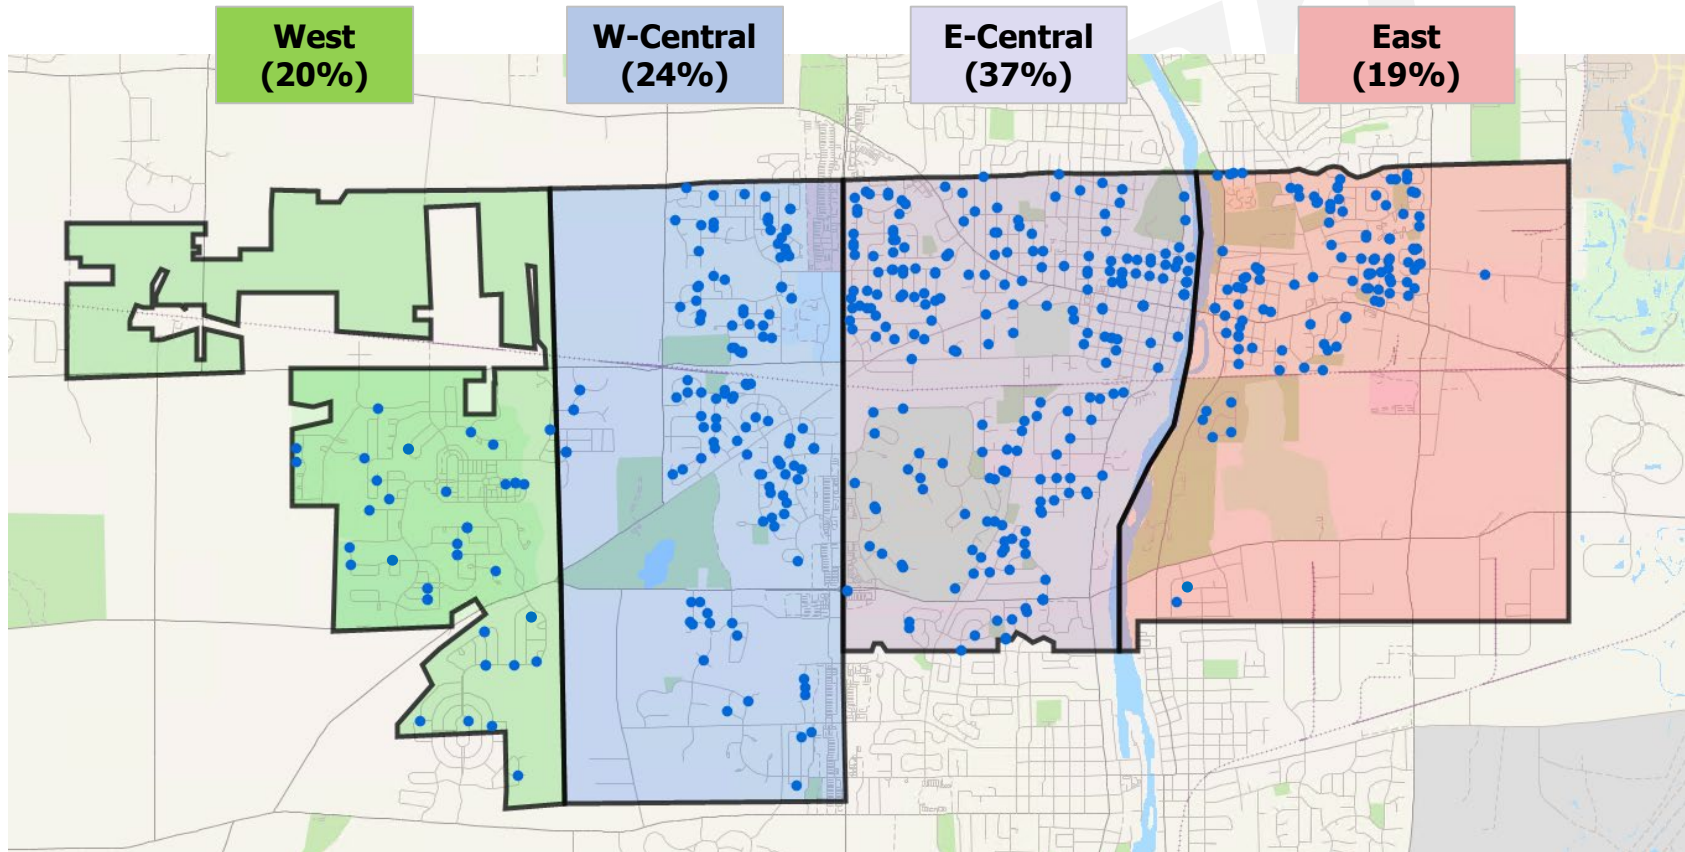 West
(20%)
W-Central
(24%)
E-Central
(37%)
East
(19%)